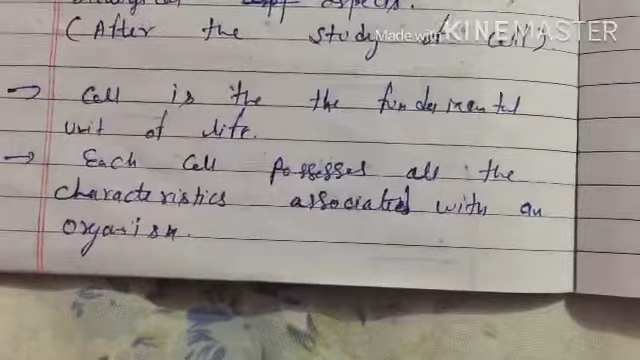 aspects.
(After the study of cell)
Made with KINEMASTER
→ Cell is the the fundamental
unit of life.
→ Each cell possesses all the
characteristics associated with an
organism.